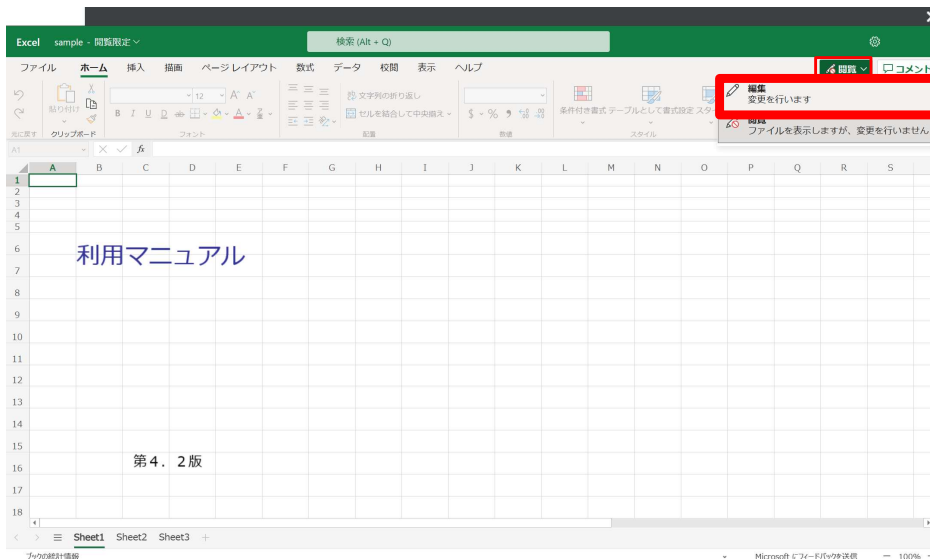 Excel sample - 閲覧限定
検索 (Alt + Q)
ファイル ホーム 挿入 描画 ページ レイアウト 数式 データ 校閲 表示 ヘルプ
閲覧 コメント
編集
変更を行います
閲覧
ファイルを表示しますが、変更を行いません
貼り付け
12 A^ A˅
B I U D ab A
文字列の折り返し
セルを結合して中央揃え
$ % 9
条件付き書式 テーブルとして書式設定
元に戻す クリップボード フォント 配置 数値 スタイル
A1 fx
A B C D E F G H I J K L M N O P Q R S
1
2
3
4
5
6
利用マニュアル
7
8
9
10
11
12
13
14
15
第4．2版
16
17
18
Sheet1 Sheet2 Sheet3 +
ブックの統計情報 Microsoft にフィードバックを送信 100%